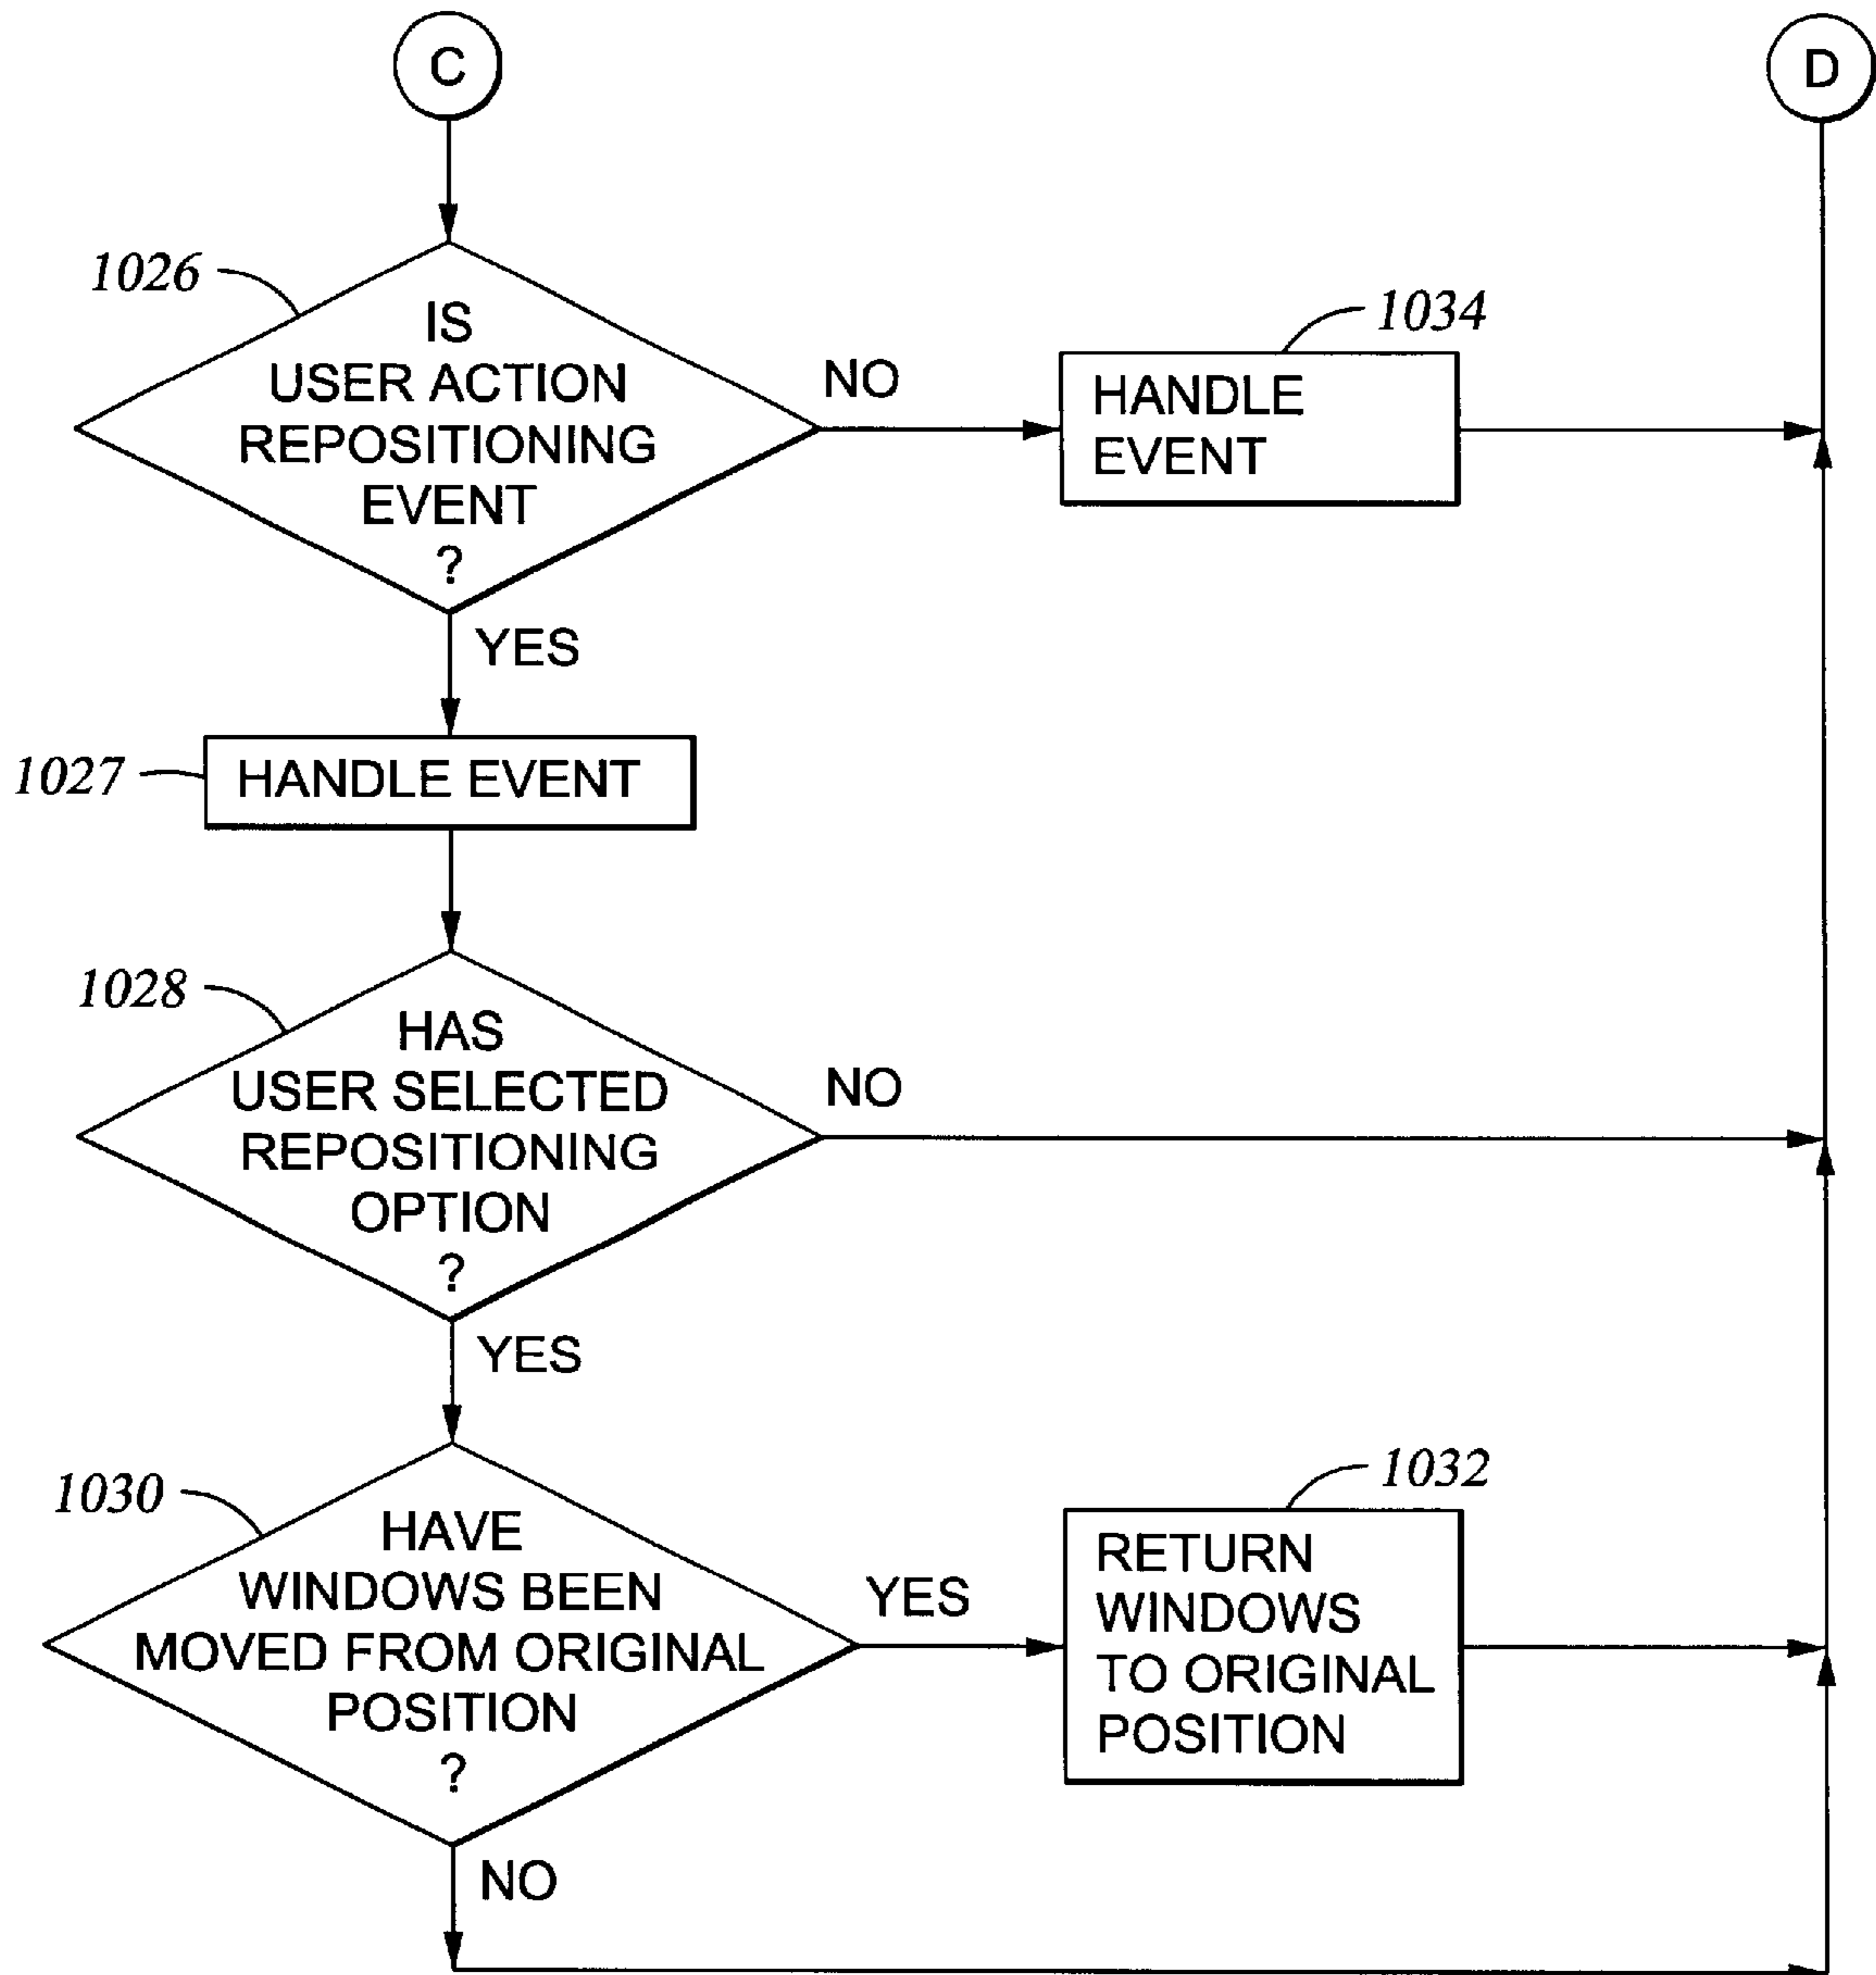 C
D
1026
IS
USER ACTION
REPOSITIONING
EVENT
?
NO
1034
HANDLE
EVENT
YES
1027
HANDLE EVENT
1028
HAS
USER SELECTED
REPOSITIONING
OPTION
?
NO
YES
1030
HAVE
WINDOWS BEEN
MOVED FROM ORIGINAL
POSITION
?
YES
1032
RETURN
WINDOWS
TO ORIGINAL
POSITION
NO